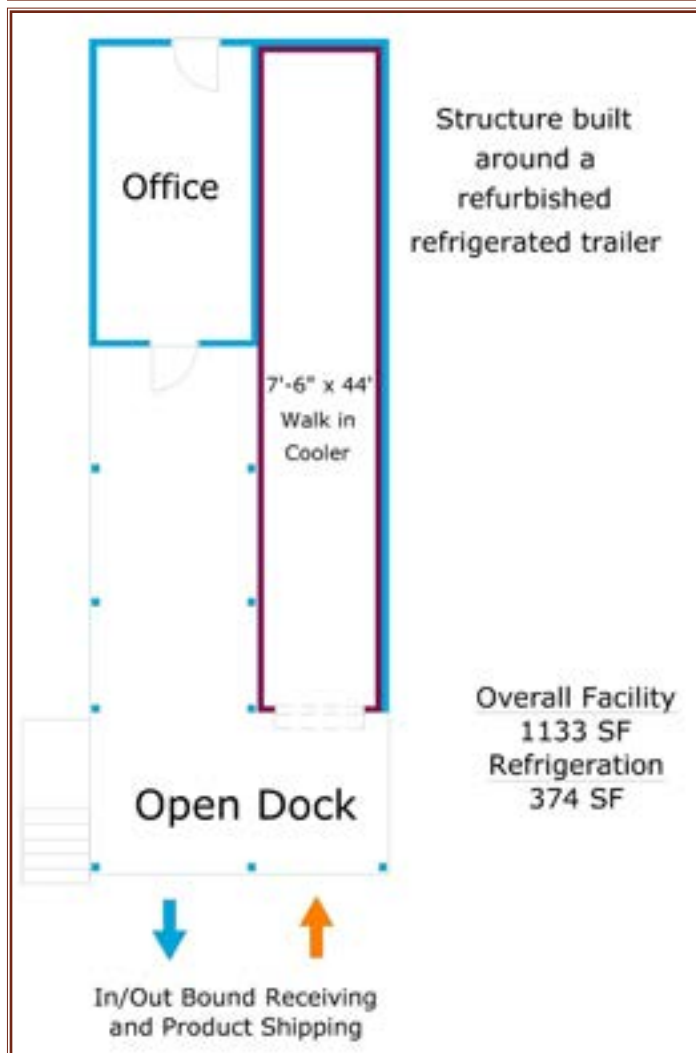 Structure built
around a
refurbished
refrigerated trailer
Office
7'-6" x 44'
Walk in
Cooler
Overall Facility
1133 SF
Refrigeration
374 SF
Open Dock
In/Out Bound Receiving
and Product Shipping